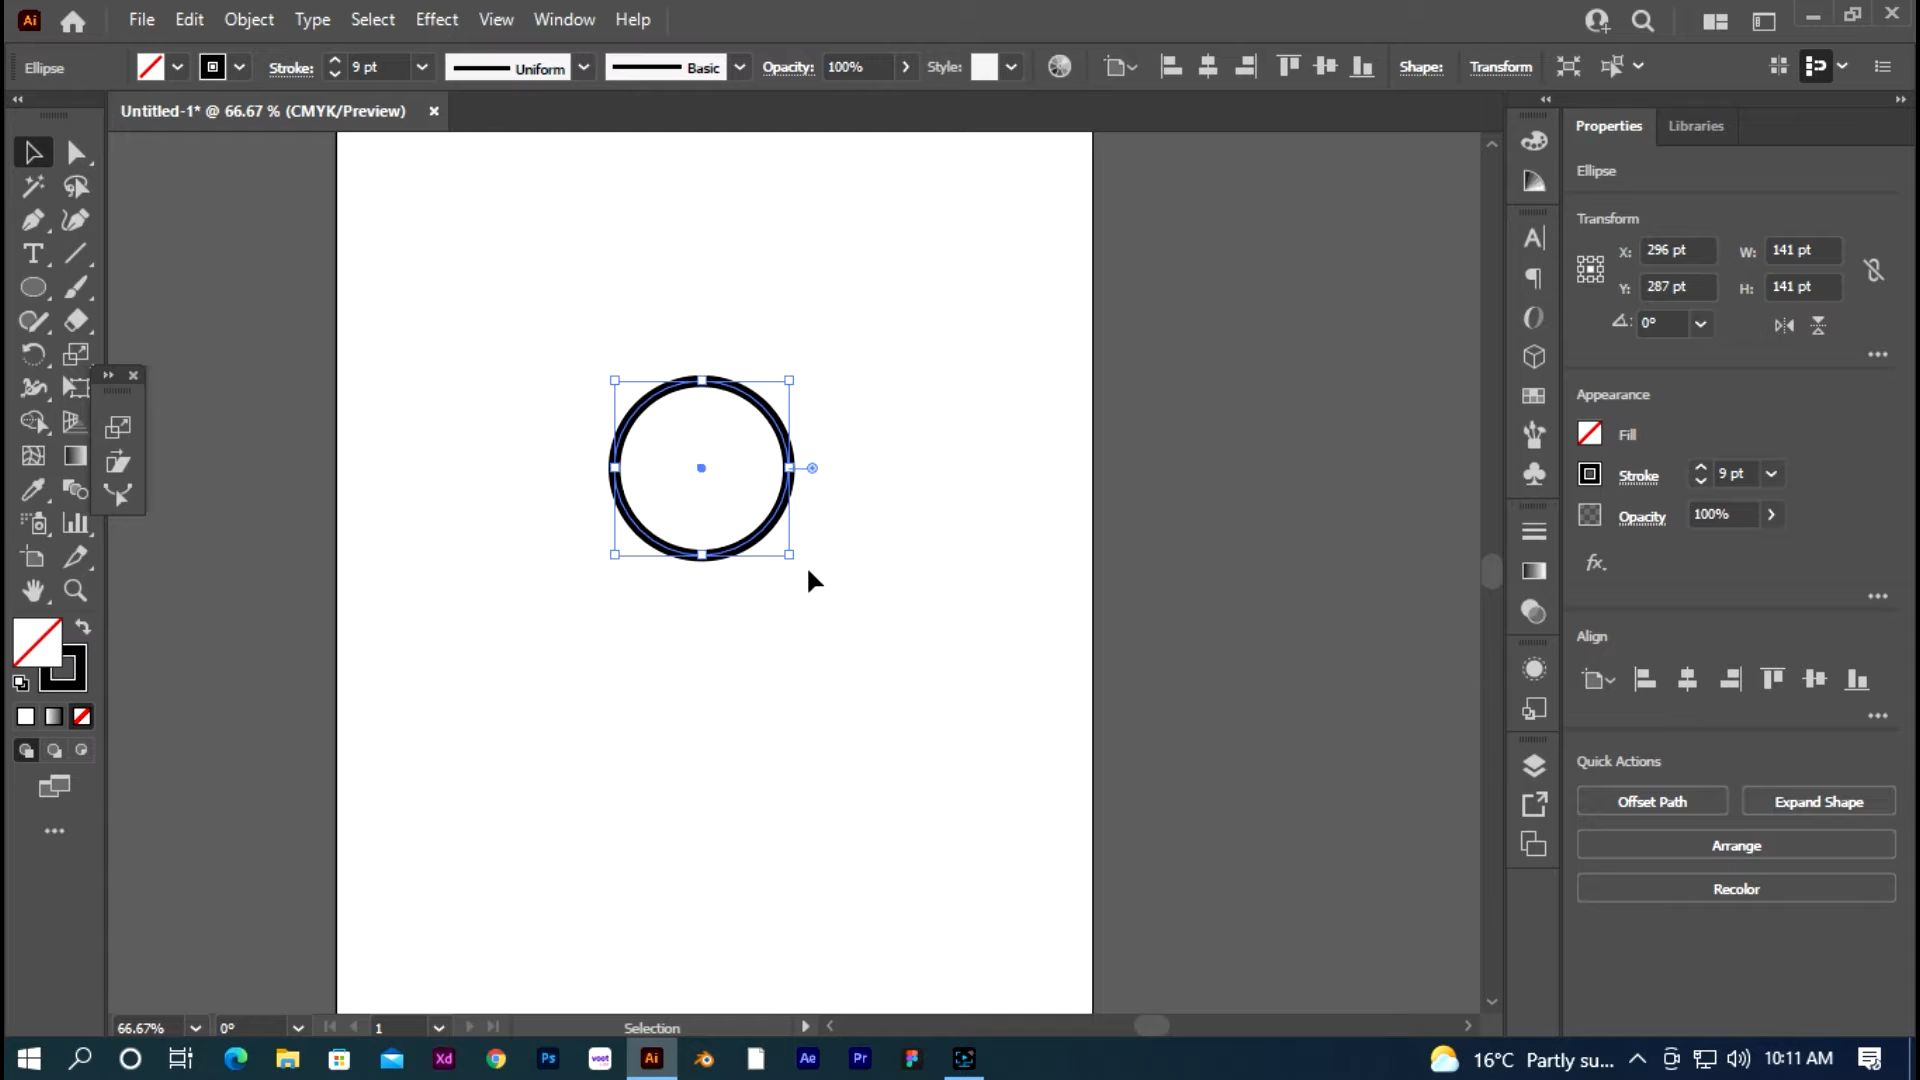 Ai File Edit Object Type Select Effect View Window Help
Ellipse Stroke: 9 pt Uniform Basic Opacity: 100% Style: Shape: Transform
Untitled-1* @ 66.67 % (CMYK/Preview)
Properties Libraries
Ellipse
Transform
X: 296 pt W: 141 pt
Y: 287 pt H: 141 pt
0°
Appearance
Fill
Stroke 9 pt
Opacity 100%
fx.
Align
Quick Actions
Offset Path Expand Shape
Arrange
Recolor
66.67% 0° 1 Selection
Xd Ps voot Ai Ae Pr 16°C Partly su... 10:11 AM